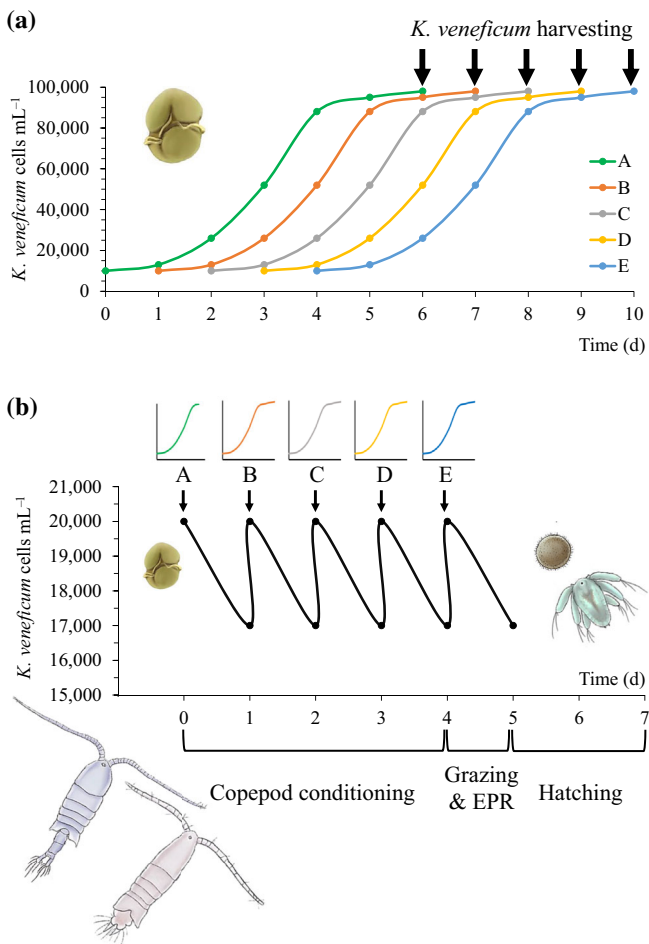 (a)
K. veneficum harvesting
K. veneficum cells mL⁻¹
100,000
80,000
60,000
40,000
20,000
0
A
B
C
D
E
0 1 2 3 4 5 6 7 8 9 10
Time (d)
(b)
A B C D E
K. veneficum cells mL⁻¹
21,000
20,000
19,000
18,000
17,000
16,000
15,000
Time (d)
0 1 2 3 4 5 6 7
Copepod conditioning
Grazing
& EPR
Hatching